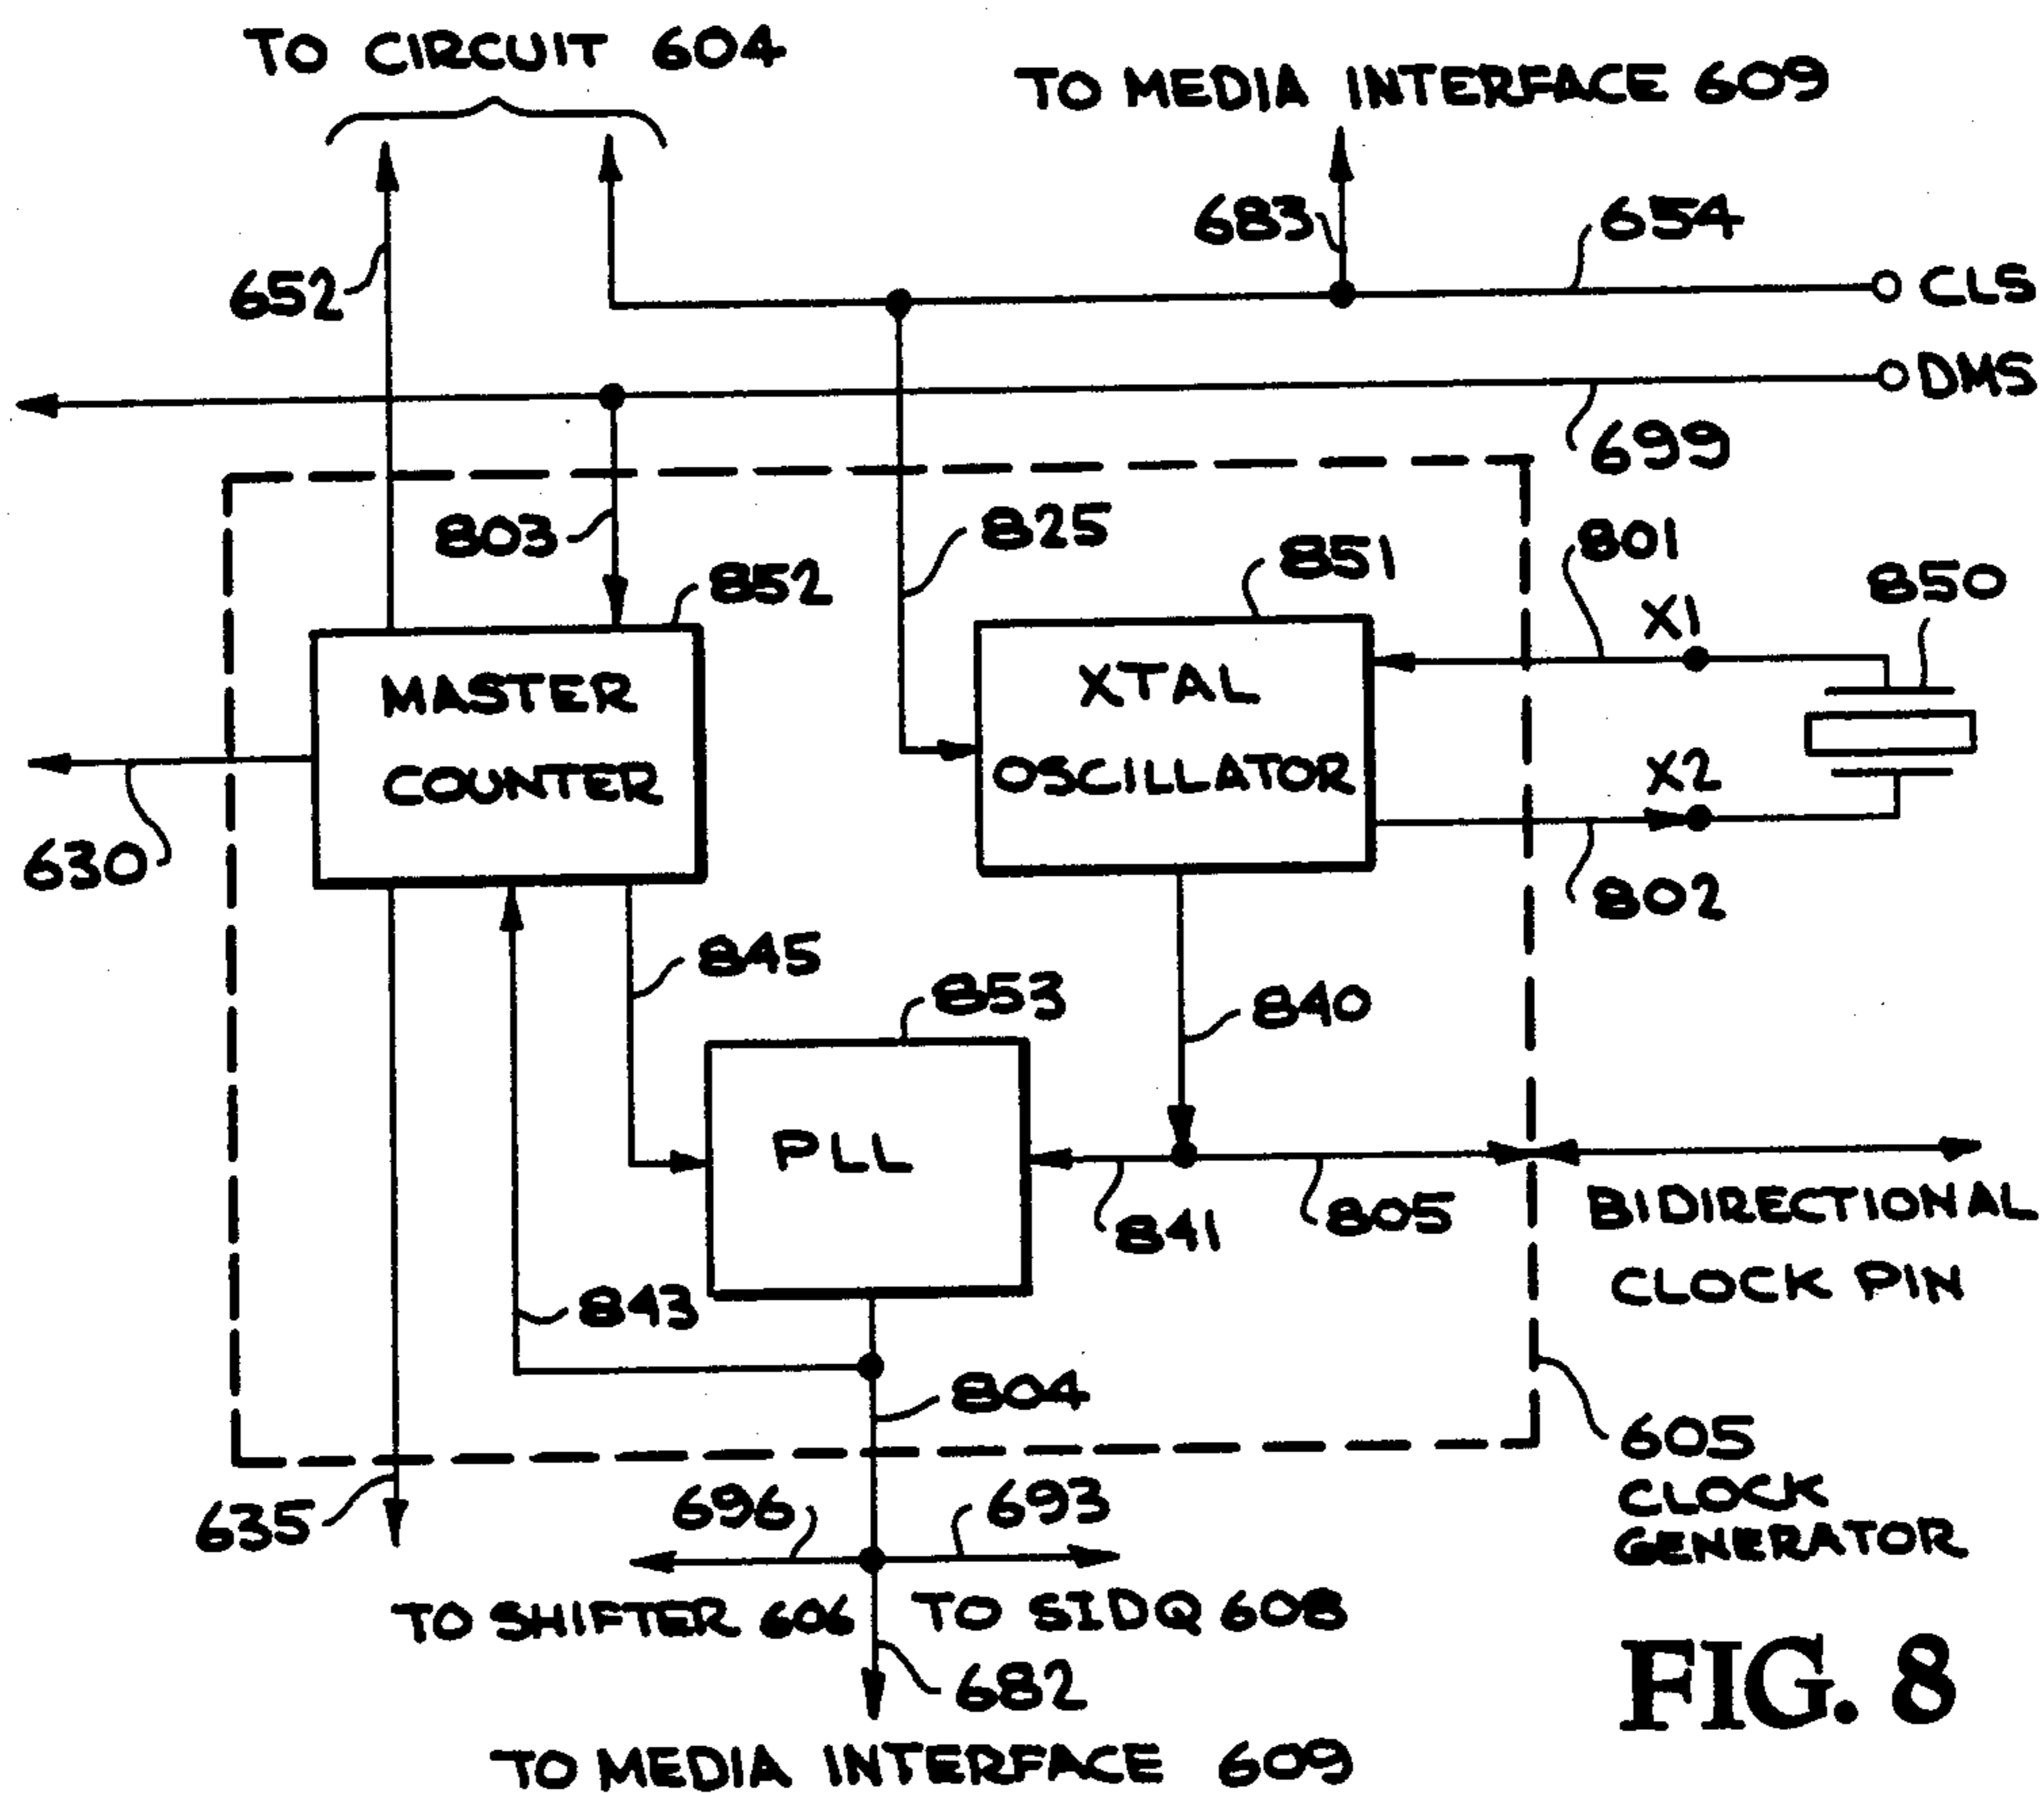 TO CIRCUIT 604
TO MEDIA INTERFACE 609
683
654
652
CLS
DMS
699
803
825
801
852
851
850
X1
MASTER
COUNTER
XTAL
OSCILLATOR
X2
630
802
845
853
840
PLL
841
805
BIDIRECTIONAL
CLOCK PIN
843
804
605
CLOCK
GENERATOR
635
696
693
TO SHIFTER 606
TO SIDQ 608
682
TO MEDIA INTERFACE 609
FIG. 8